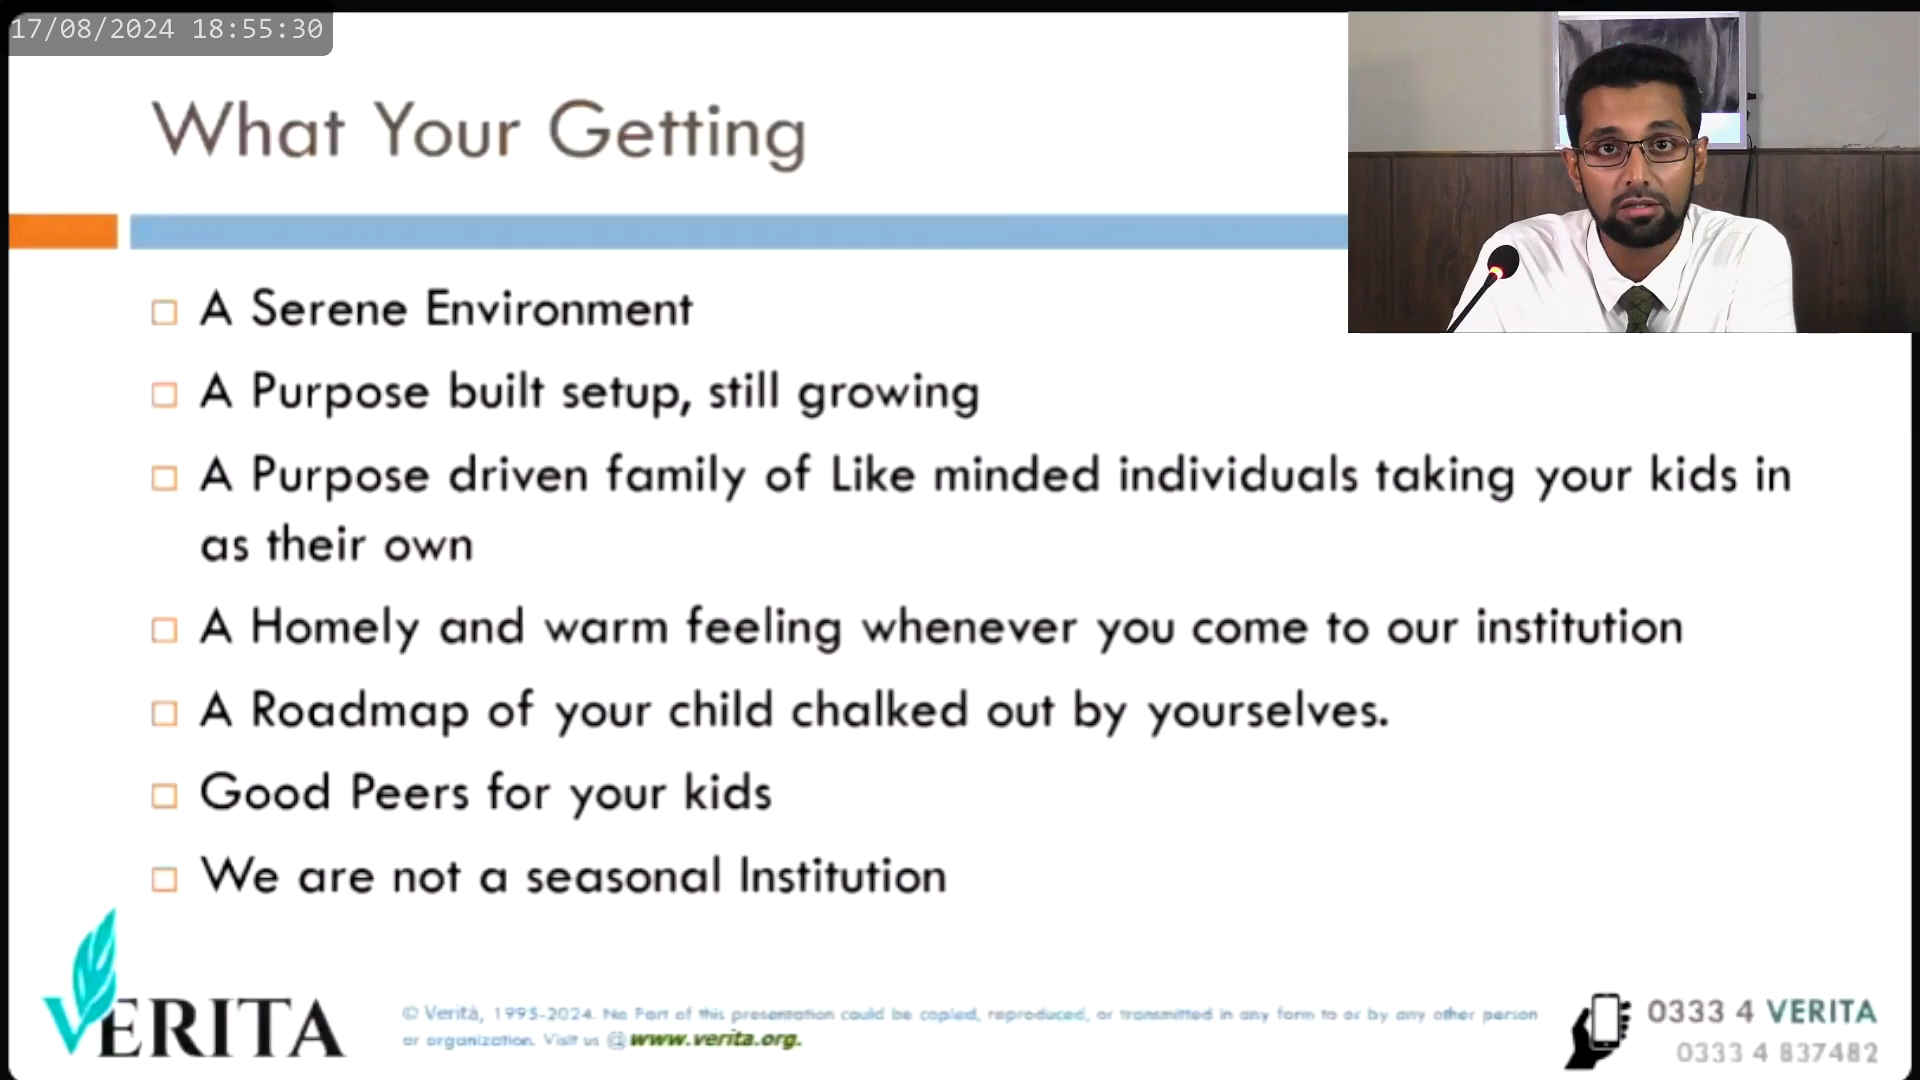 17/08/2024 18:55:30
What Your Getting
A Serene Environment
A Purpose built setup, still growing
A Purpose driven family of Like minded individuals taking your kids in
as their own
A Homely and warm feeling whenever you come to our institution
A Roadmap of your child chalked out by yourselves.
Good Peers for your kids
We are not a seasonal Institution
VERITA
© Verità, 1995-2024. No Part of this presentation could be copied, reproduced, or transmitted in any form to or by any other person
or organization. Visit us @ www.verita.org.
0333 4 VERITA
0333 4 837482